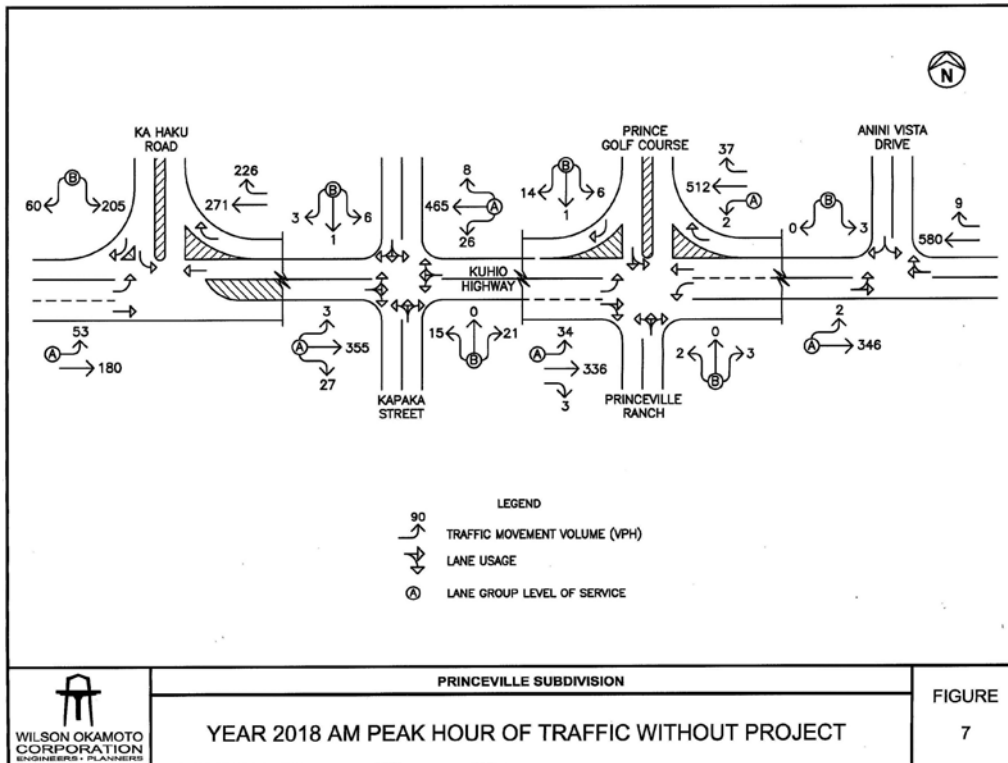 N
KA HAKU
ROAD
PRINCE
GOLF COURSE
ANINI VISTA
DRIVE
B
60
205
226
271
B
3
6
1
8
465
A
26
B
14
6
1
37
512
A
2
B
0
3
9
580
KUHIO
HIGHWAY
53
A
180
3
A
355
27
KAPAKA
STREET
0
15
21
B
34
A
336
3
PRINCEVILLE
RANCH
0
2
3
B
2
A
346
LEGEND
90
TRAFFIC MOVEMENT VOLUME (VPH)
LANE USAGE
A LANE GROUP LEVEL OF SERVICE
WILSON OKAMOTO
CORPORATION
ENGINEERS • PLANNERS
PRINCEVILLE SUBDIVISION
YEAR 2018 AM PEAK HOUR OF TRAFFIC WITHOUT PROJECT
FIGURE
7